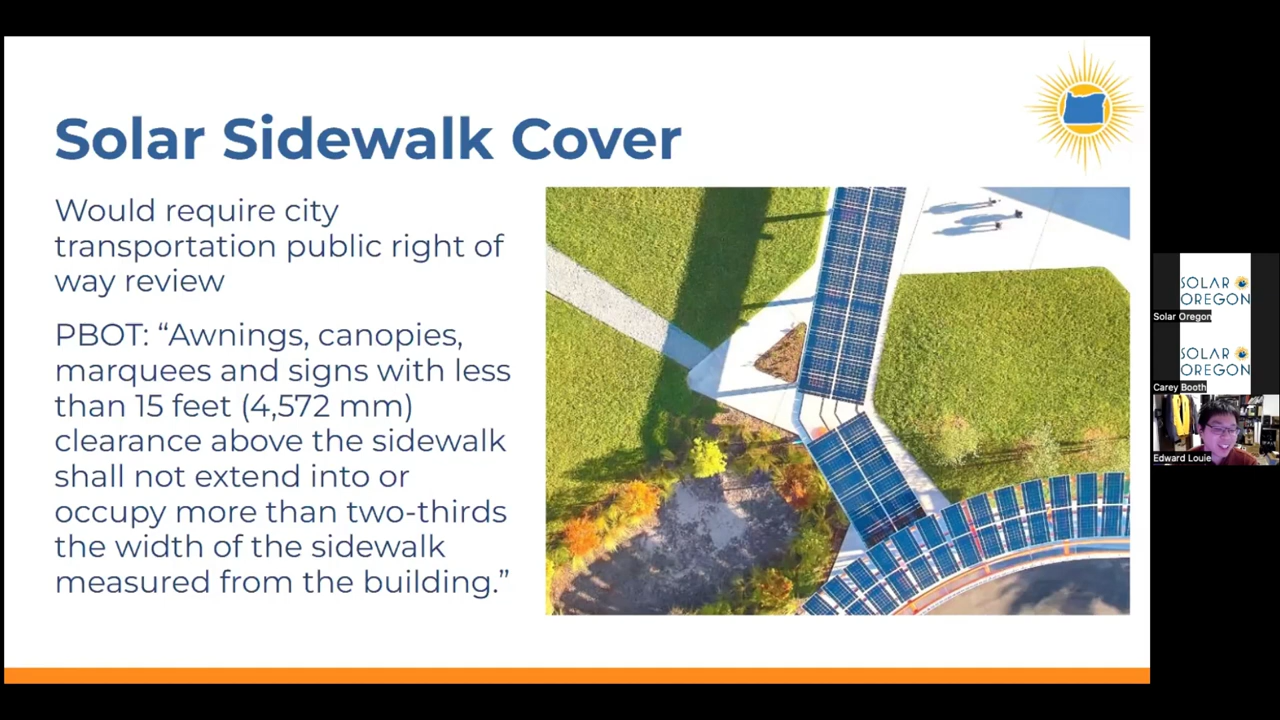 Solar Sidewalk Cover
Would require city
transportation public right of
way review
PBOT: “Awnings, canopies,
marquees and signs with less
than 15 feet (4,572 mm)
clearance above the sidewalk
shall not extend into or
occupy more than two-thirds
the width of the sidewalk
measured from the building.”
SOLAR
OREGON
Solar Oregon
SOLAR
OREGON
Carey Booth
Edward Louie